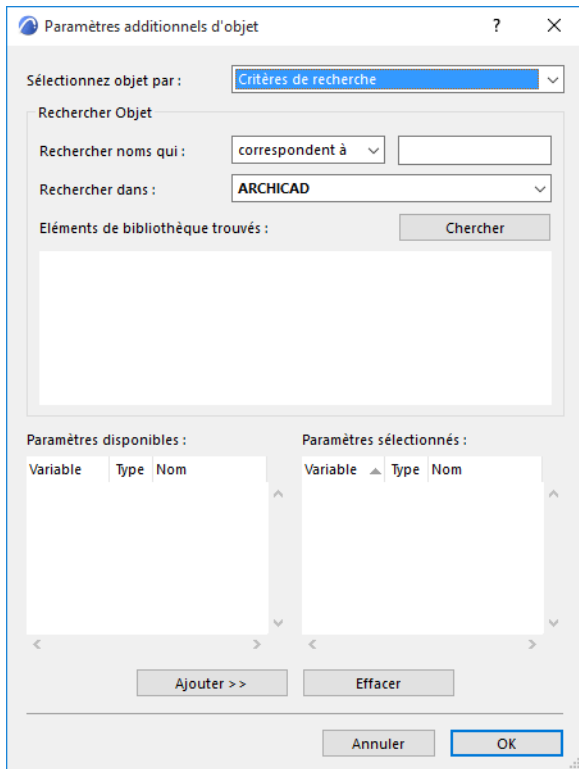 Paramètres additionnels d'objet ?
Sélectionnez objet par : Critères de recherche
Rechercher Objet
Rechercher noms qui : correspondent à
Rechercher dans : ARCHICAD
Eléments de bibliothèque trouvés : Chercher
Paramètres disponibles : Paramètres sélectionnés :
Variable Type Nom Variable Type Nom
Ajouter >> Effacer
Annuler OK